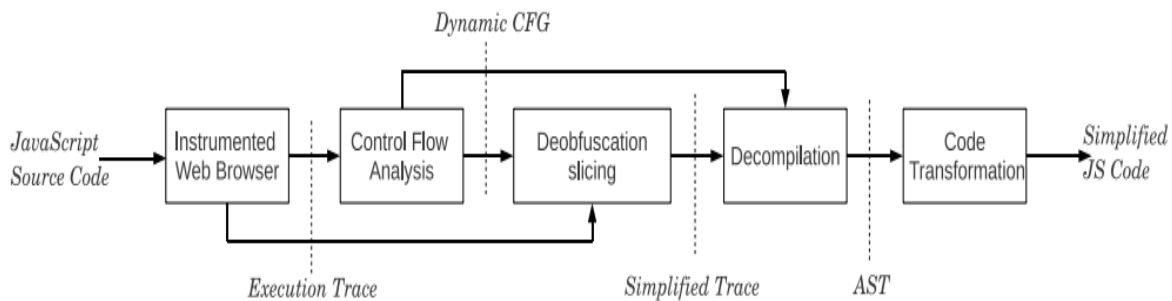 Dynamic CFG
JavaScript
Source Code
Instrumented
Web Browser
Control Flow
Analysis
Deobfuscation
slicing
Decompilation
Code
Transformation
Simplified
JS Code
Execution Trace
Simplified Trace
AST